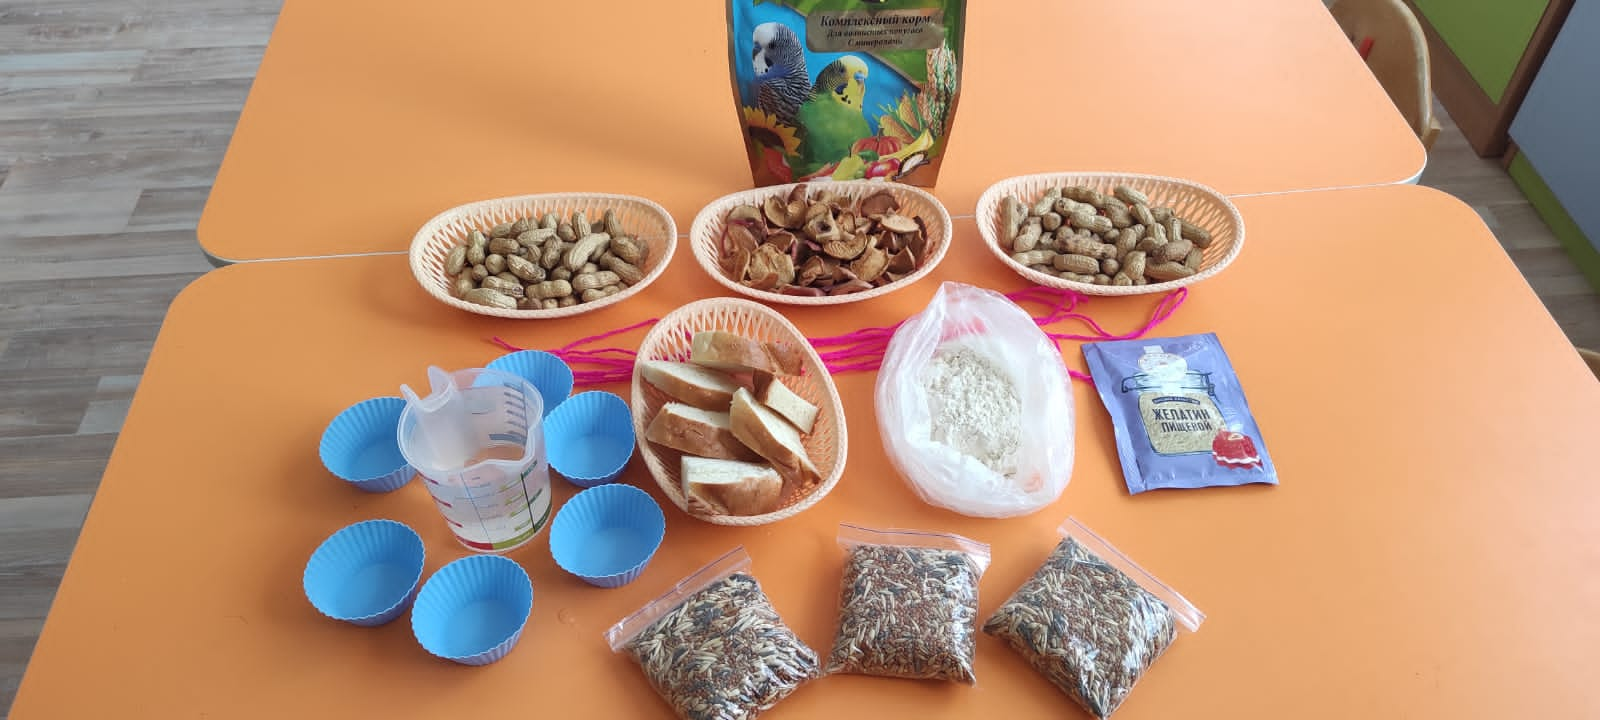 Комплексный корм
Для волнистых попугаев
С минералами
ЖЕЛАТИН
ПИЩЕВОЙ